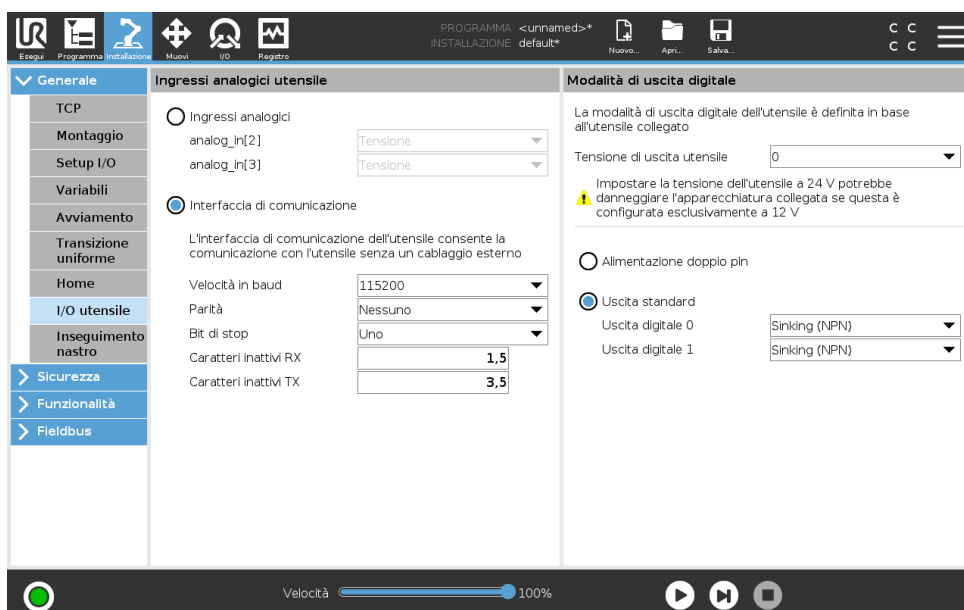 UR
PROGRAMMA <unnamed>*
INSTALLAZIONE default*
C C
C C
Esegui Programma Installazione Muovi I/O Registro Nuovo... Apri... Salva...
Generale
TCP
Montaggio
Setup I/O
Variabili
Avviamento
Transizione
uniforme
Home
I/O utensile
Inseguimento
nastro
Sicurezza
Funzionalità
Fieldbus
Ingressi analogici utensile
Ingressi analogici
analog_in[2] Tensione
analog_in[3] Tensione
Interfaccia di comunicazione
L'interfaccia di comunicazione dell'utensile consente la
comunicazione con l'utensile senza un cablaggio esterno
Velocità in baud 115200
Parità Nessuno
Bit di stop Uno
Caratteri inattivi RX 1,5
Caratteri inattivi TX 3,5
Modalità di uscita digitale
La modalità di uscita digitale dell'utensile è definita in base
all'utensile collegato
Tensione di uscita utensile 0
Impostare la tensione dell'utensile a 24 V potrebbe
danneggiare l'apparecchiatura collegata se questa è
configurata esclusivamente a 12 V
Alimentazione doppio pin
Uscita standard
Uscita digitale 0 Sinking (NPN)
Uscita digitale 1 Sinking (NPN)
Velocità 100%